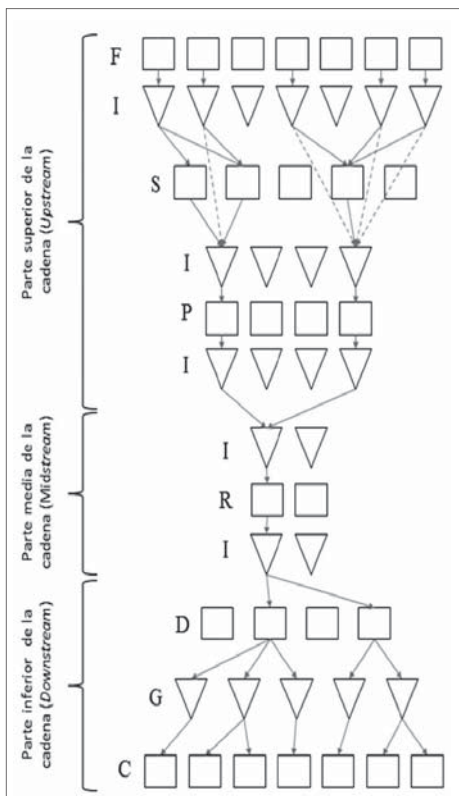 Parte superior de la
cadena (Upstream)
F
I
S
I
P
I
Parte media de la
cadena (Midstream)
I
R
I
Parte inferior de la
cadena (Downstream)
D
G
C